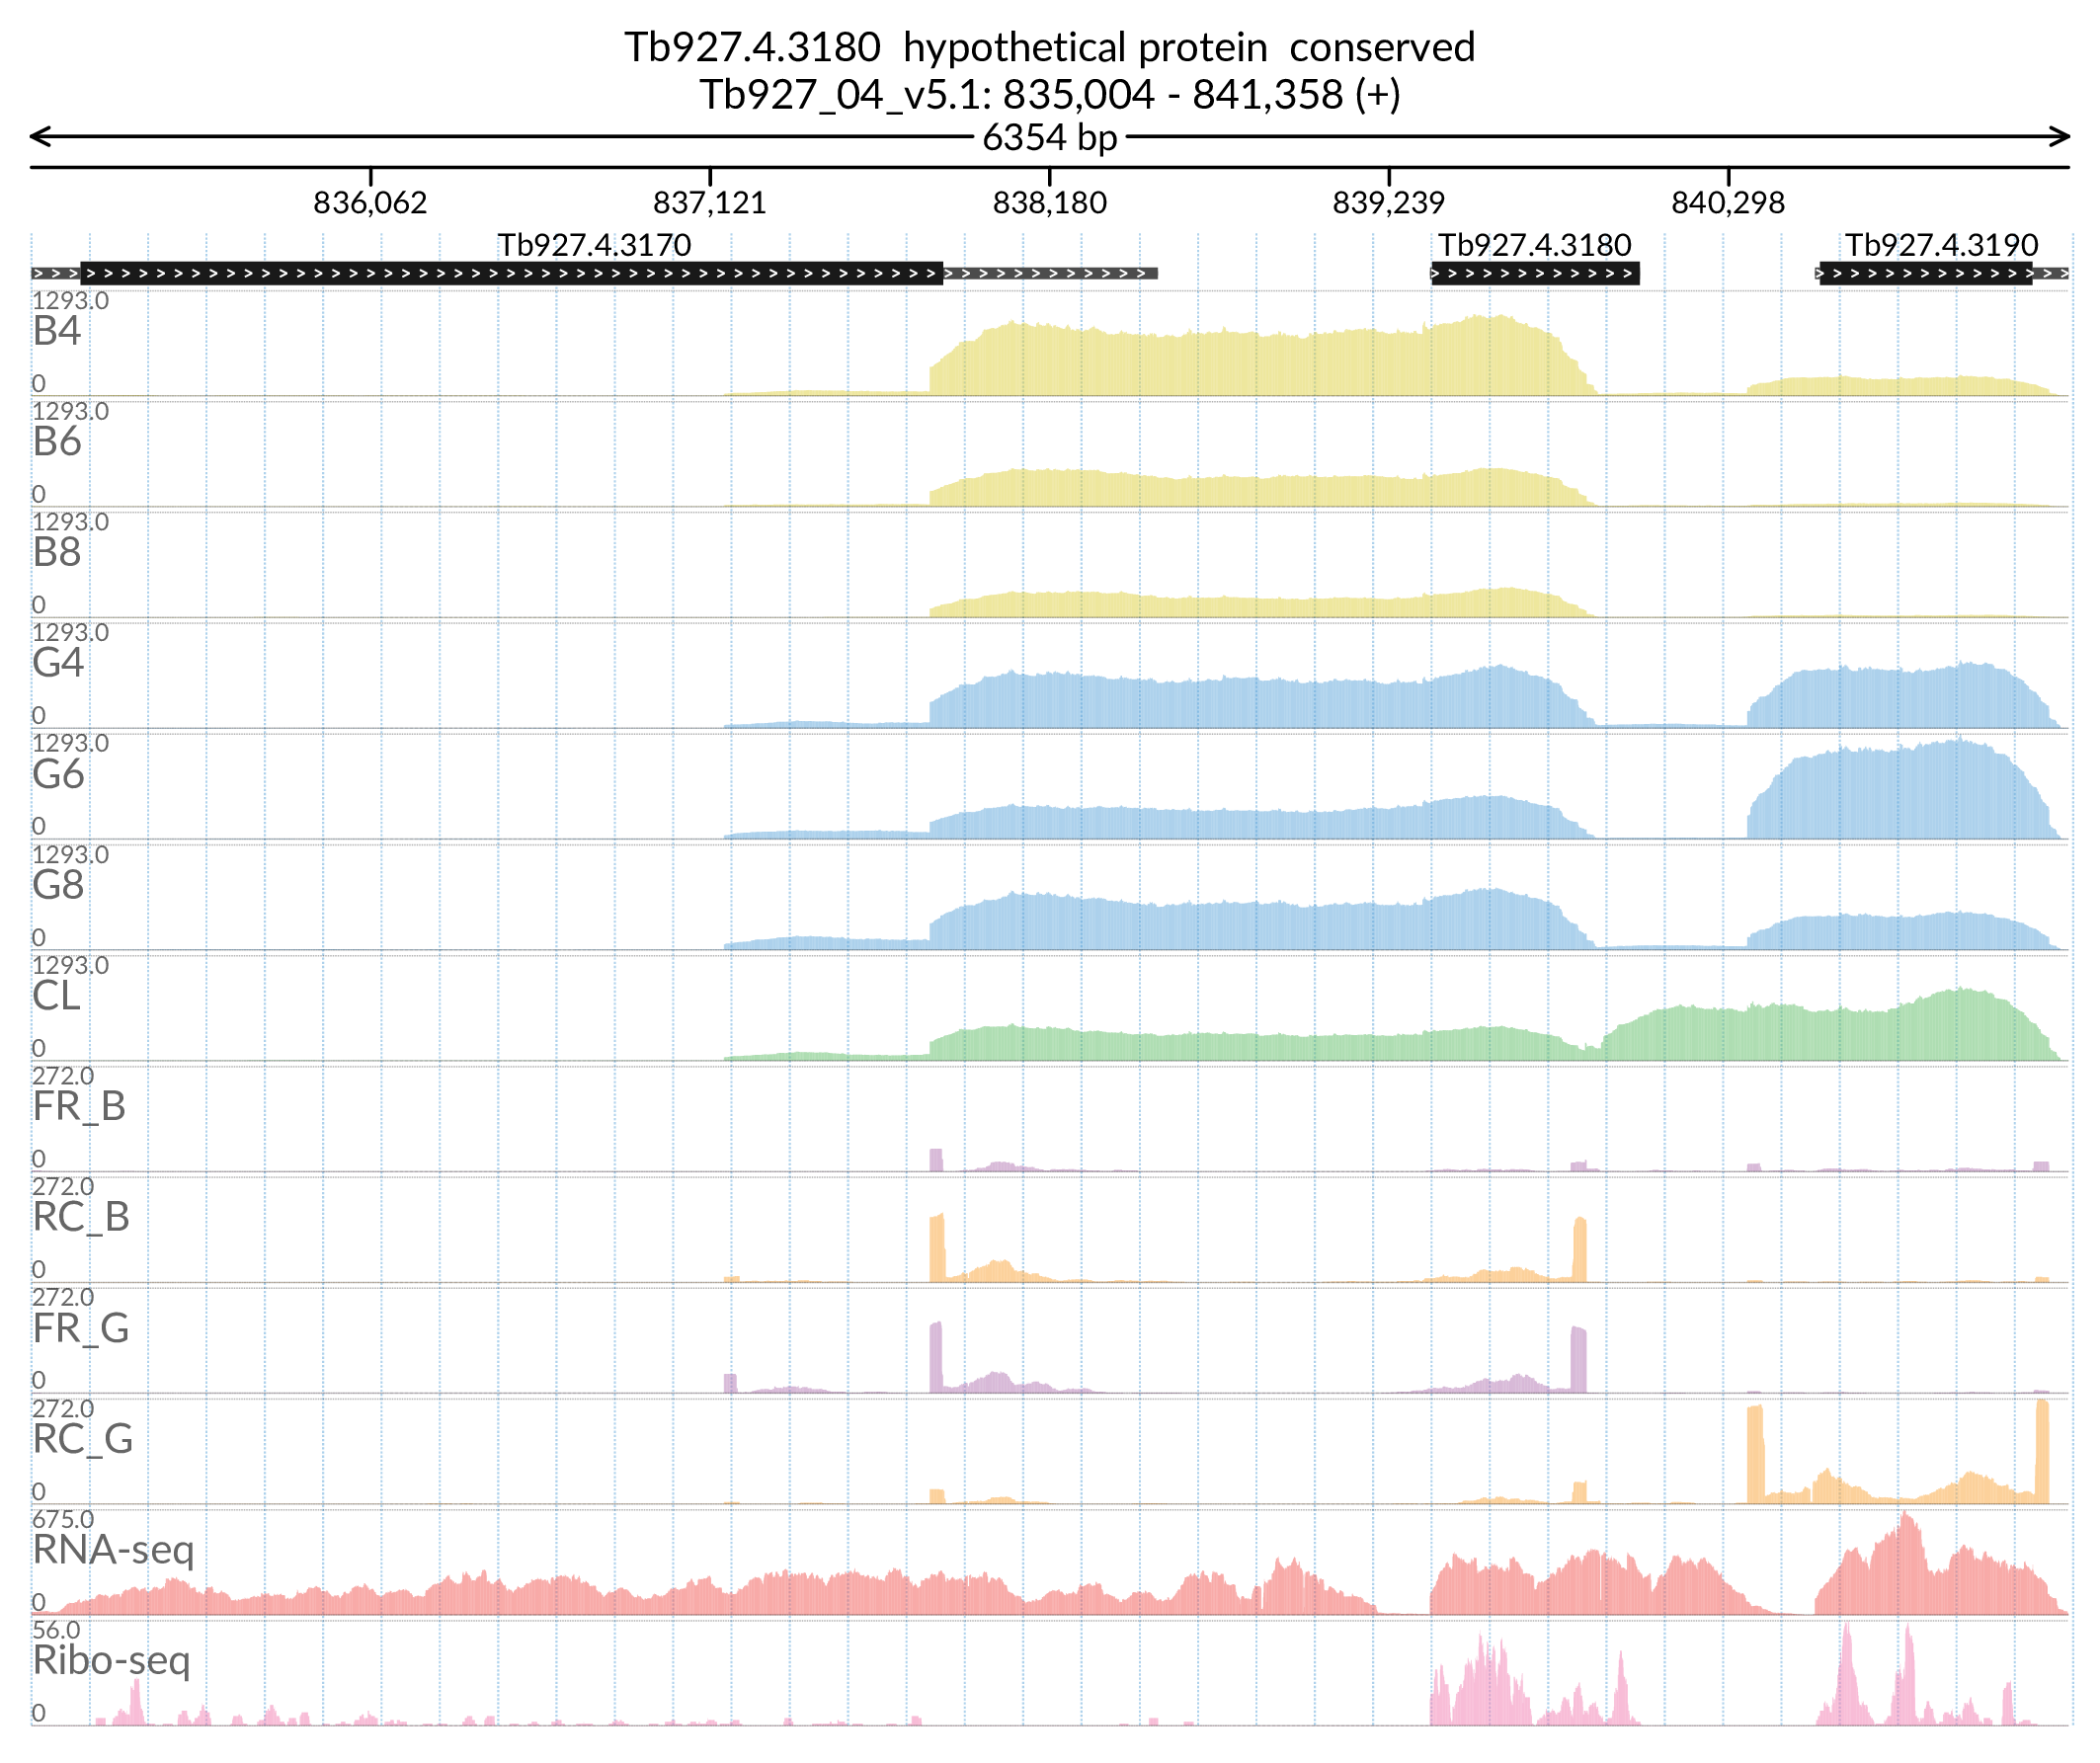 Tb927.4.3180 hypothetical protein conserved
Tb927_04_v5.1: 835,004 - 841,358 (+)
6354 bp
836,062 837,121 838,180 839,239 840,298
Tb927.4.3170 Tb927.4.3180 Tb927.4.3190
1293.0
B4
0
1293.0
B6
0
1293.0
B8
0
1293.0
G4
0
1293.0
G6
0
1293.0
G8
0
1293.0
CL
0
272.0
FR_B
0
272.0
RC_B
0
272.0
FR_G
0
272.0
RC_G
0
675.0
RNA-seq
0
56.0
Ribo-seq
0